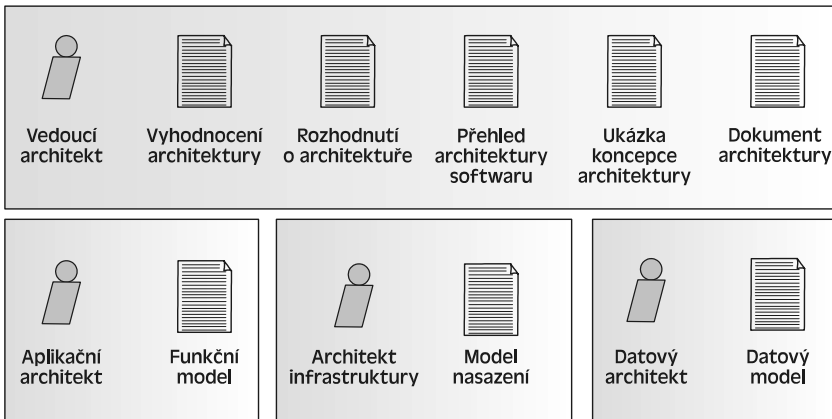 Vedoucí
architekt
Vyhodnocení
architektury
Rozhodnutí
o architektuře
Přehled
architektury
softwaru
Ukázka
koncepce
architektury
Dokument
architektury
Aplikační
architekt
Funkční
model
Architekt
infrastruktury
Model
nasazení
Datový
architekt
Datový
model